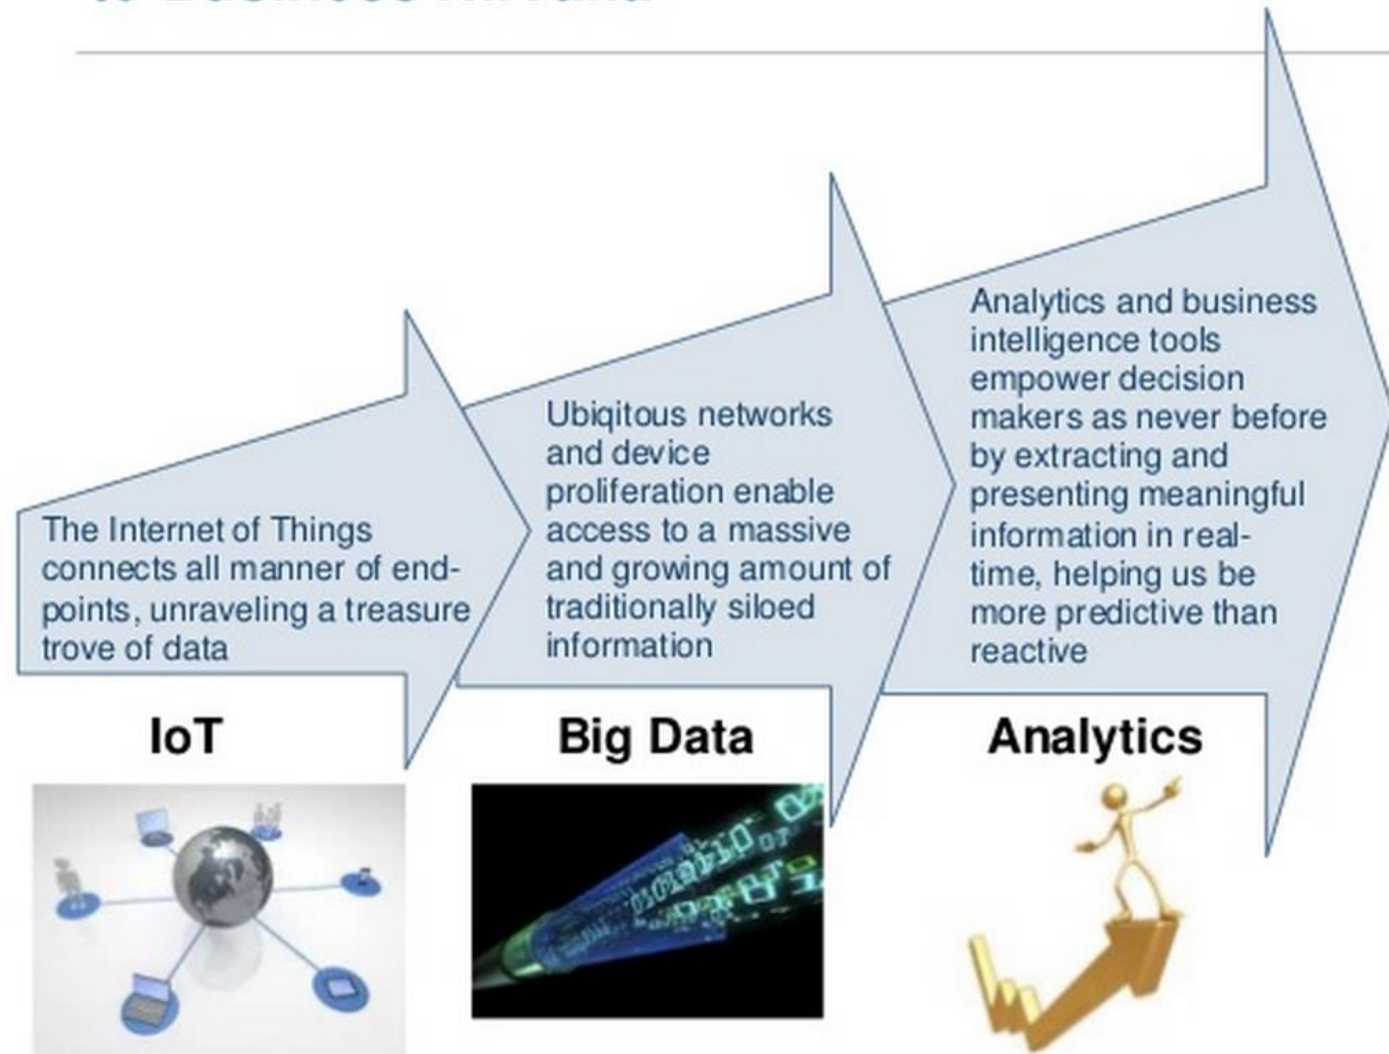 to Business Nirvana
The Internet of Things
connects all manner of end-
points, unraveling a treasure
trove of data
Ubiqitous networks
and device
proliferation enable
access to a massive
and growing amount of
traditionally siloed
information
Analytics and business
intelligence tools
empower decision
makers as never before
by extracting and
presenting meaningful
information in real-
time, helping us be
more predictive than
reactive
IoT
Big Data
Analytics